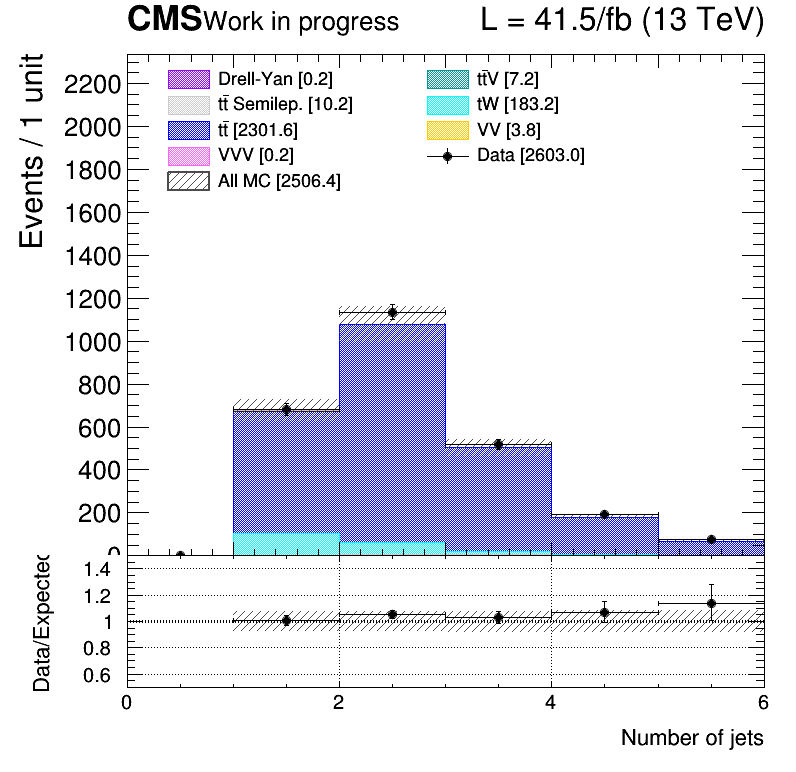 CMS Work in progress L = 41.5/fb (13 TeV)
Events / 1 unit
2200
2000
1800
1600
1400
1200
1000
800
600
400
200
0
Drell-Yan [0.2]
tt̄ Semilep. [10.2]
tt̄ [2301.6]
VVV [0.2]
All MC [2506.4]
tt̄V [7.2]
tW [183.2]
VV [3.8]
Data [2603.0]
Data/Expected
1.4
1.2
1
0.8
0.6
0 2 4 6
Number of jets